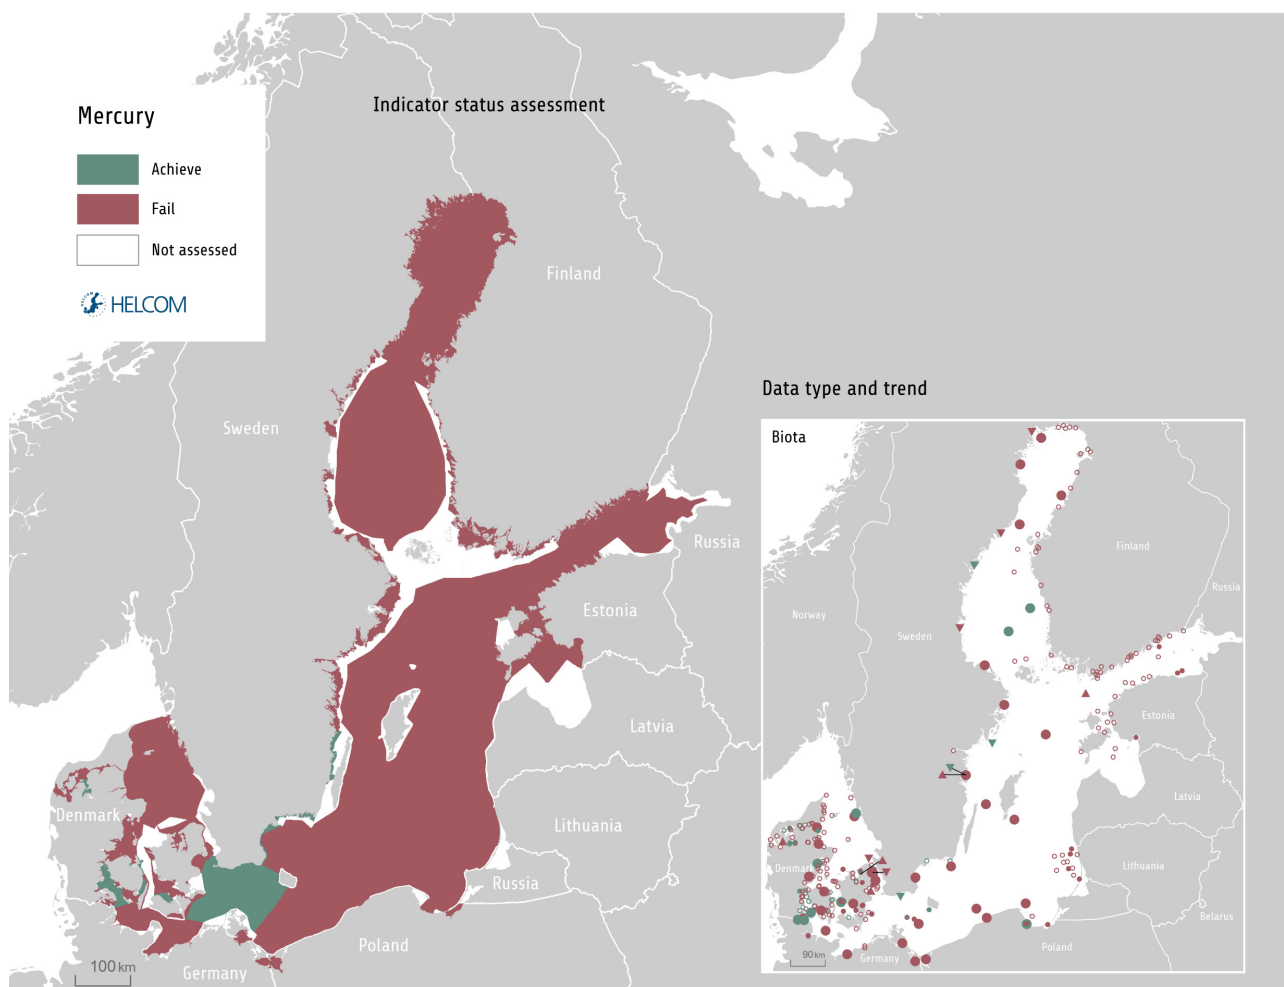 Indicator status assessment
Mercury
Achieve
Fail
Not assessed
HELCOM
Finland
Sweden
Russia
Estonia
Latvia
Denmark
Lithuania
Russia
Poland
Germany
100 km
Data type and trend
Biota
Finland
Russia
Norway
Sweden
Estonia
Latvia
Denmark
Lithuania
Belarus
Poland
Germany
90 km